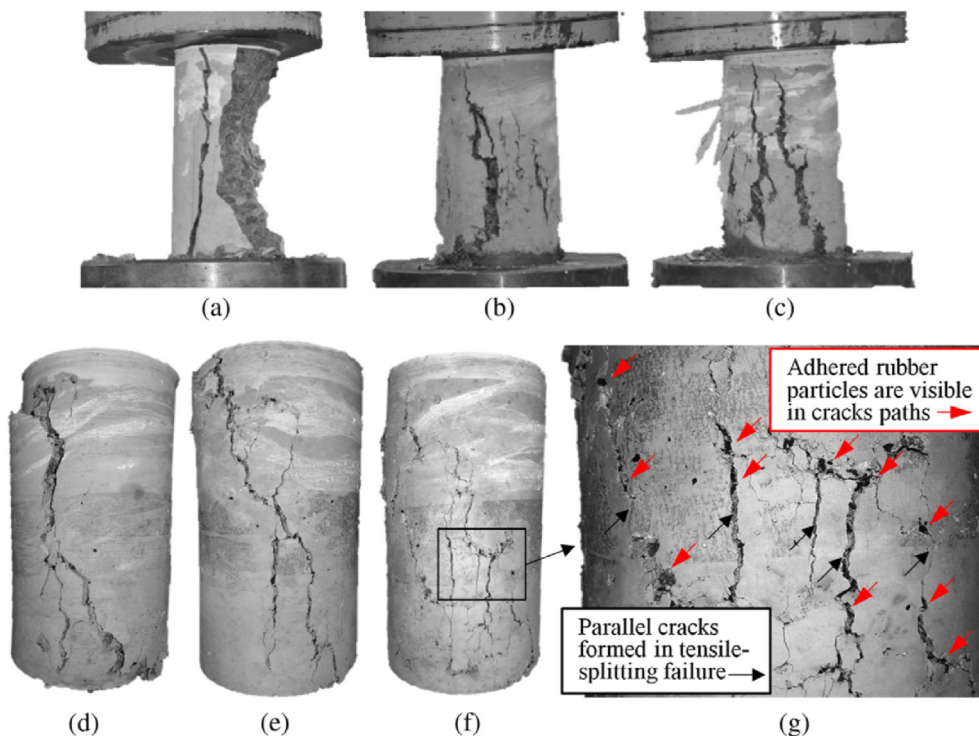 (a)
(b)
(c)
Adhered rubber
particles are visible
in cracks paths
Parallel cracks
formed in tensile-
splitting failure
(d)
(e)
(f)
(g)